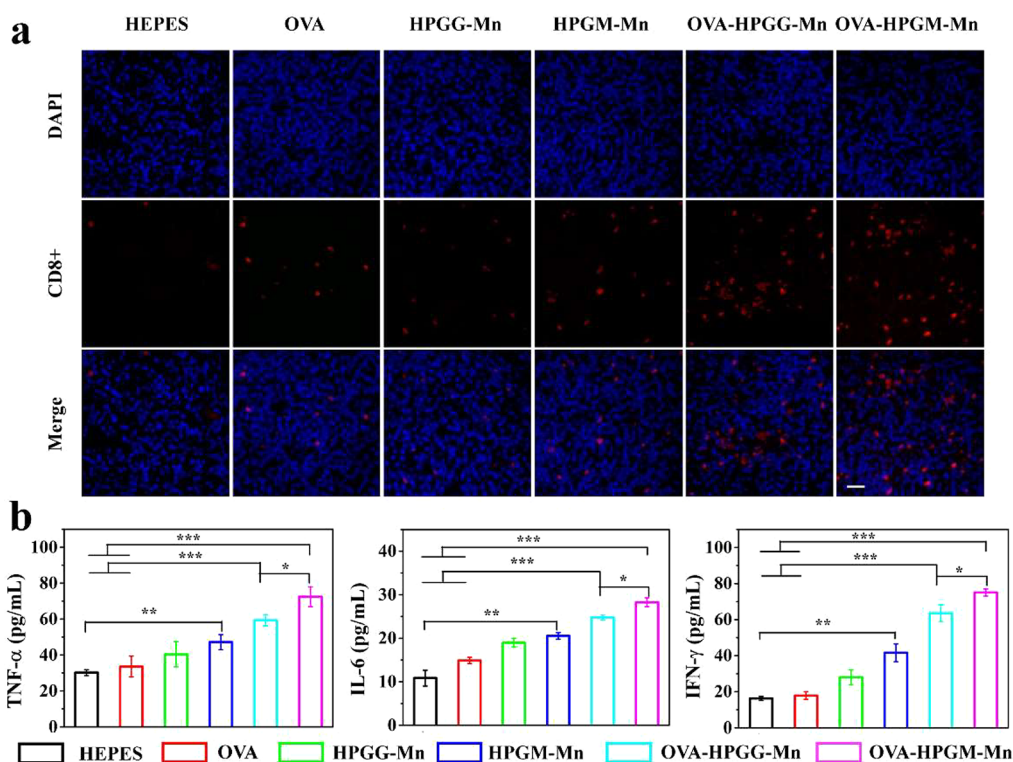 a
HEPES OVA HPGG-Mn HPGM-Mn OVA-HPGG-Mn OVA-HPGM-Mn
DAPI
CD8+
Merge
b
TNF-α (pg/mL)
100
80
60
40
20
0
***
***
*
**
IL-6 (pg/mL)
40
30
20
10
0
***
***
*
**
IFN-γ (pg/mL)
100
80
60
40
20
0
***
***
*
**
HEPES OVA HPGG-Mn HPGM-Mn OVA-HPGG-Mn OVA-HPGM-Mn